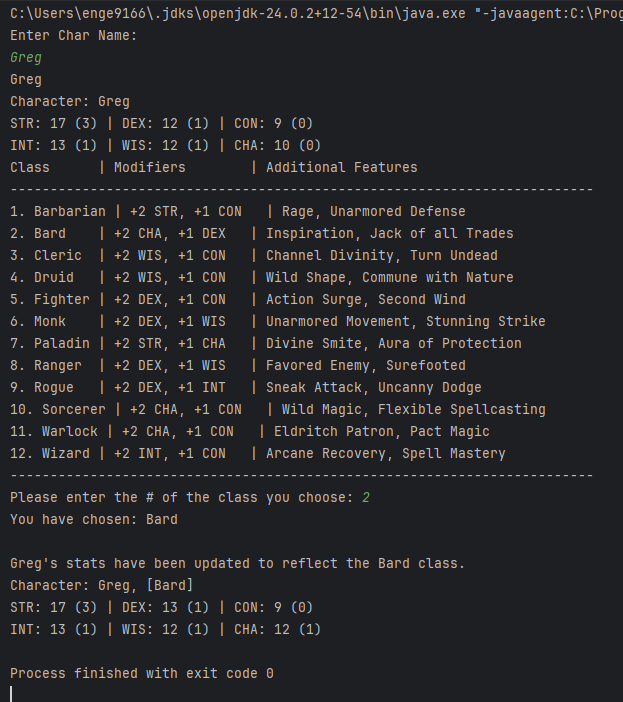 C:\Users\enge9166\.jdks\openjdk-24.0.2+12-54\bin\java.exe "-javaagent:C:\Prog
Enter Char Name:
Greg
Greg
Character: Greg
STR: 17 (3) | DEX: 12 (1) | CON: 9 (0)
INT: 13 (1) | WIS: 12 (1) | CHA: 10 (0)
Class      | Modifiers        | Additional Features
-------------------------------------------------------------------------
1. Barbarian | +2 STR, +1 CON   | Rage, Unarmored Defense
2. Bard    | +2 CHA, +1 DEX   | Inspiration, Jack of all Trades
3. Cleric  | +2 WIS, +1 CON   | Channel Divinity, Turn Undead
4. Druid   | +2 WIS, +1 CON   | Wild Shape, Commune with Nature
5. Fighter | +2 DEX, +1 CON   | Action Surge, Second Wind
6. Monk    | +2 DEX, +1 WIS   | Unarmored Movement, Stunning Strike
7. Paladin | +2 STR, +1 CHA   | Divine Smite, Aura of Protection
8. Ranger  | +2 DEX, +1 WIS   | Favored Enemy, Surefooted
9. Rogue   | +2 DEX, +1 INT   | Sneak Attack, Uncanny Dodge
10. Sorcerer | +2 CHA, +1 CON   | Wild Magic, Flexible Spellcasting
11. Warlock | +2 CHA, +1 CON   | Eldritch Patron, Pact Magic
12. Wizard | +2 INT, +1 CON   | Arcane Recovery, Spell Mastery
-------------------------------------------------------------------------
Please enter the # of the class you choose: 2
You have chosen: Bard

Greg's stats have been updated to reflect the Bard class.
Character: Greg, [Bard]
STR: 17 (3) | DEX: 13 (1) | CON: 9 (0)
INT: 13 (1) | WIS: 12 (1) | CHA: 12 (1)

Process finished with exit code 0